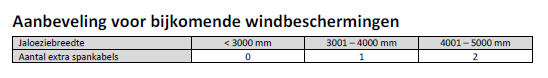 Aanbeveling voor bijkomende windbeschermingen
Jaloeziebreedte < 3000 mm 3001 – 4000 mm 4001 – 5000 mm
Aantal extra spankabels 0 1 2